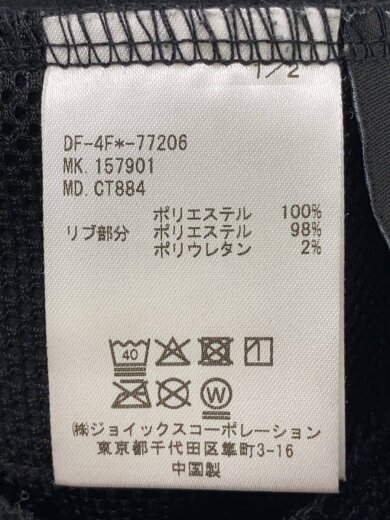 1/2
DF-4F*-77206
MK. 157901
MD. CT884
ポリエステル 100%
リブ部分 ポリエステル 98%
ポリウレタン 2%
40
W
㈱ジョイックスコーポレーション
東京都千代田区隼町3-16
中国製